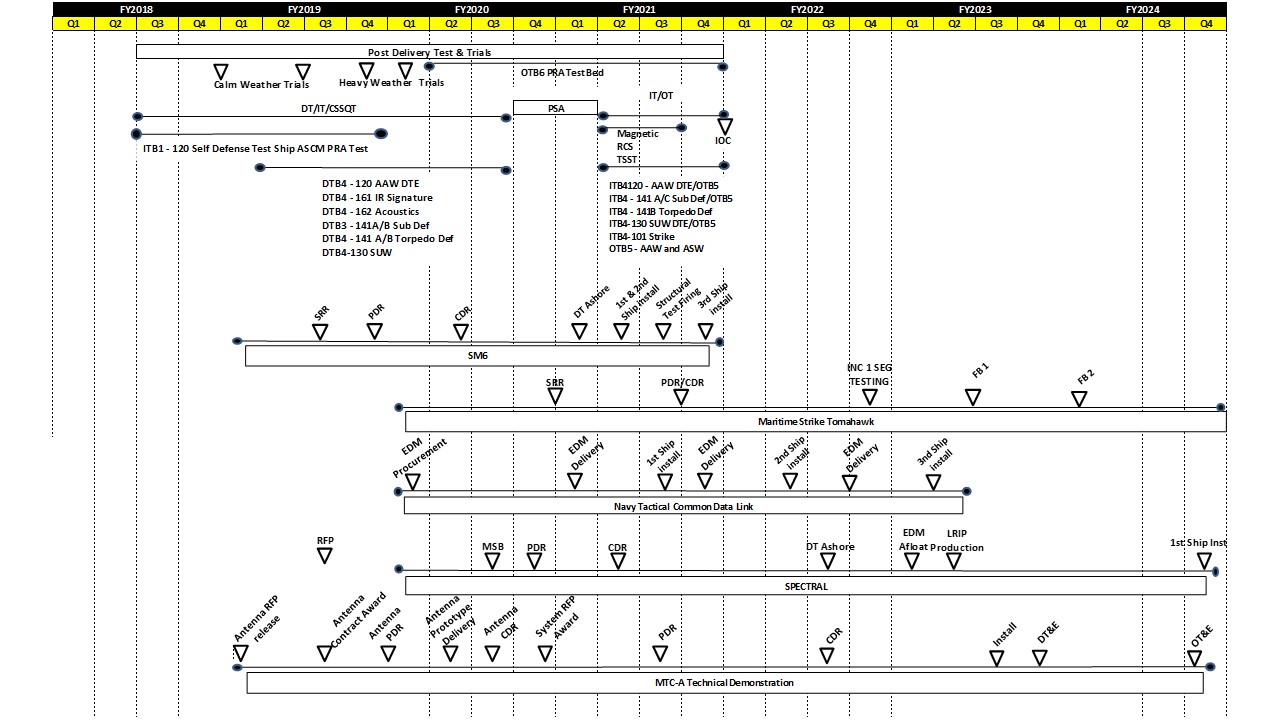 FY2018 FY2019 FY2020 FY2021 FY2022 FY2023 FY2024
Q1 Q2 Q3 Q4 Q1 Q2 Q3 Q4 Q1 Q2 Q3 Q4 Q1 Q2 Q3 Q4 Q1 Q2 Q3 Q4 Q1 Q2 Q3 Q4 Q1 Q2 Q3 Q4
Post Delivery Test & Trials
Calm Weather Trials
Heavy Weather Trials
OTB6 PRA Test Bed
DT/IT/CSSQT
PSA
IT/OT
Magnetic
RCS
TSST
IOC
ITB1 - 120 Self Defense Test Ship ASCM PRA Test
DTB4 - 120 AAW DTE
DTB4 - 161 IR Signature
DTB4 - 162 Acoustics
DTB3 - 141A/B Sub Def
DTB4 - 141 A/B Torpedo Def
DTB4-130 SUW
ITB4120 - AAW DTE/OTB5
ITB4 - 141 A/C Sub Def/OTB5
ITB4 - 141B Torpedo Def
ITB4-130 SUW DTE/OTB5
ITB4-101 Strike
OTB5 - AAW and ASW
SRR
PDR
CDR
DT Ashore
1st & 2nd
Ship install
Structural
Test Firing
3rd Ship
install
SM6
SRR
PDR/CDR
INC 1 SEG
TESTING
FB 1
FB 2
Maritime Strike Tomahawk
EDM
Procurement
EDM
Delivery
1st Ship
install
EDM
Delivery
2nd Ship
install
EDM
Delivery
3nd Ship
install
Navy Tactical Common Data Link
RFP
MSB
PDR
CDR
DT Ashore
EDM
Afloat
LRIP
Production
1st Ship Inst
SPECTRAL
Antenna RFP
release
Antenna
Contract Award
Antenna
PDR
Antenna
Prototype
Delivery
Antenna
CDR
System RFP
Award
PDR
CDR
Install
DT&E
OT&E
MTC-A Technical Demonstration